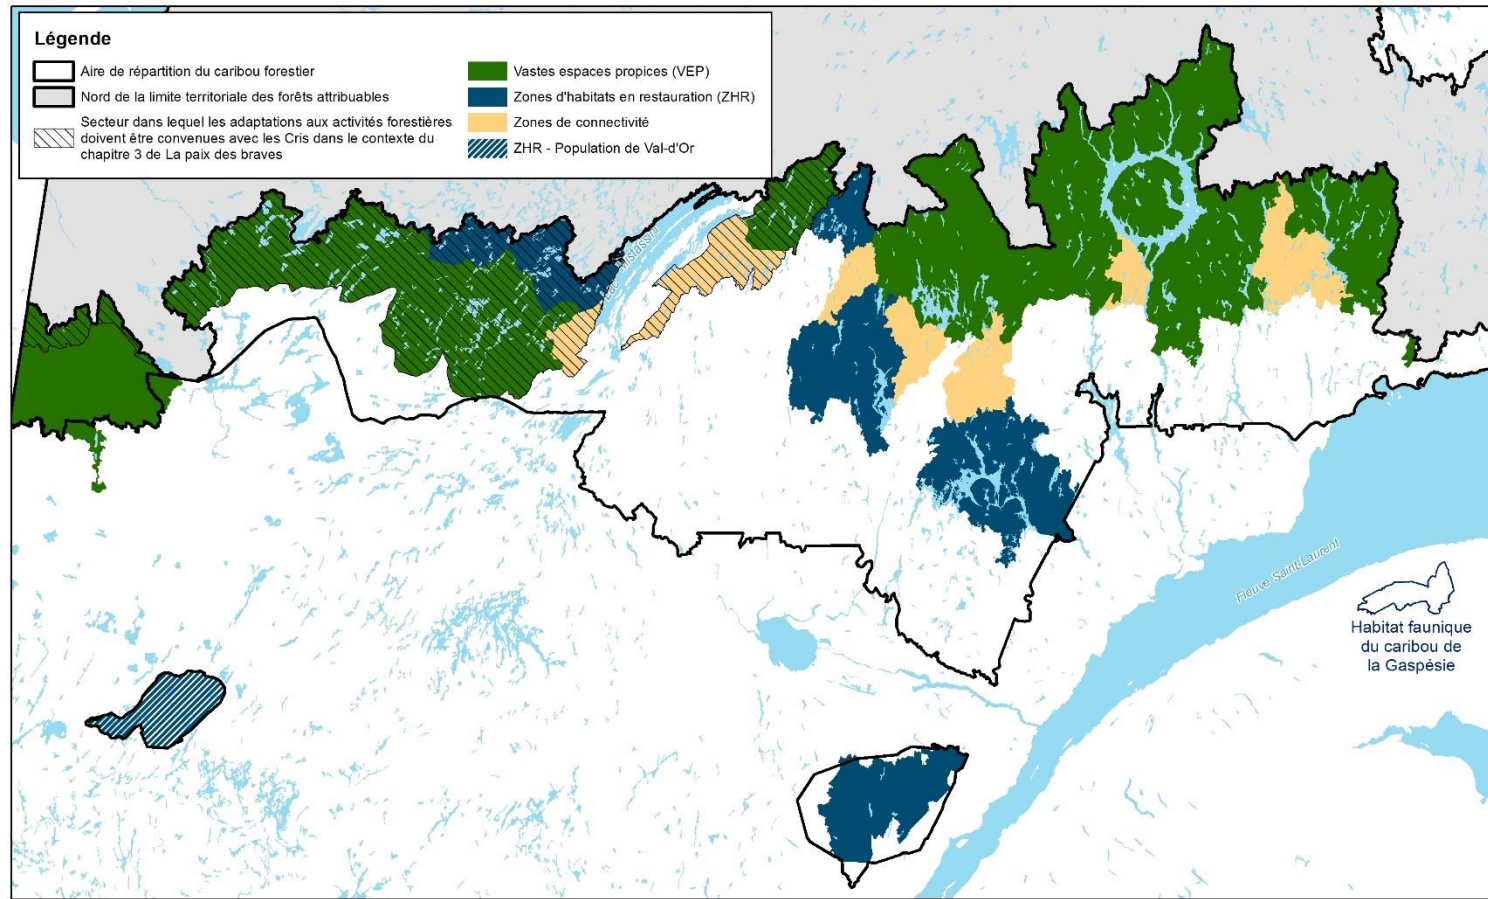 Légende
Aire de répartition du caribou forestier
Nord de la limite territoriale des forêts attribuables
Secteur dans lequel les adaptations aux activités forestières
doivent être convenues avec les Cris dans le contexte du
chapitre 3 de La paix des braves
Vastes espaces propices (VEP)
Zones d'habitats en restauration (ZHR)
Zones de connectivité
ZHR - Population de Val-d'Or
Lac Mistassini
Fleuve Saint-Laurent
Habitat faunique
du caribou de
la Gaspésie